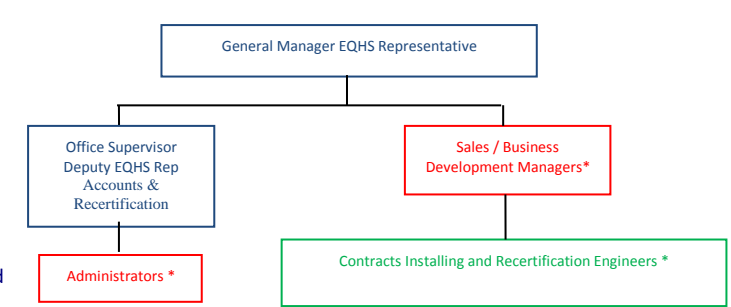 General Manager EQHS Representative
Office Supervisor
Deputy EQHS Rep
Accounts &
Recertification
Sales / Business
Development Managers*
Administrators *
Contracts Installing and Recertification Engineers *